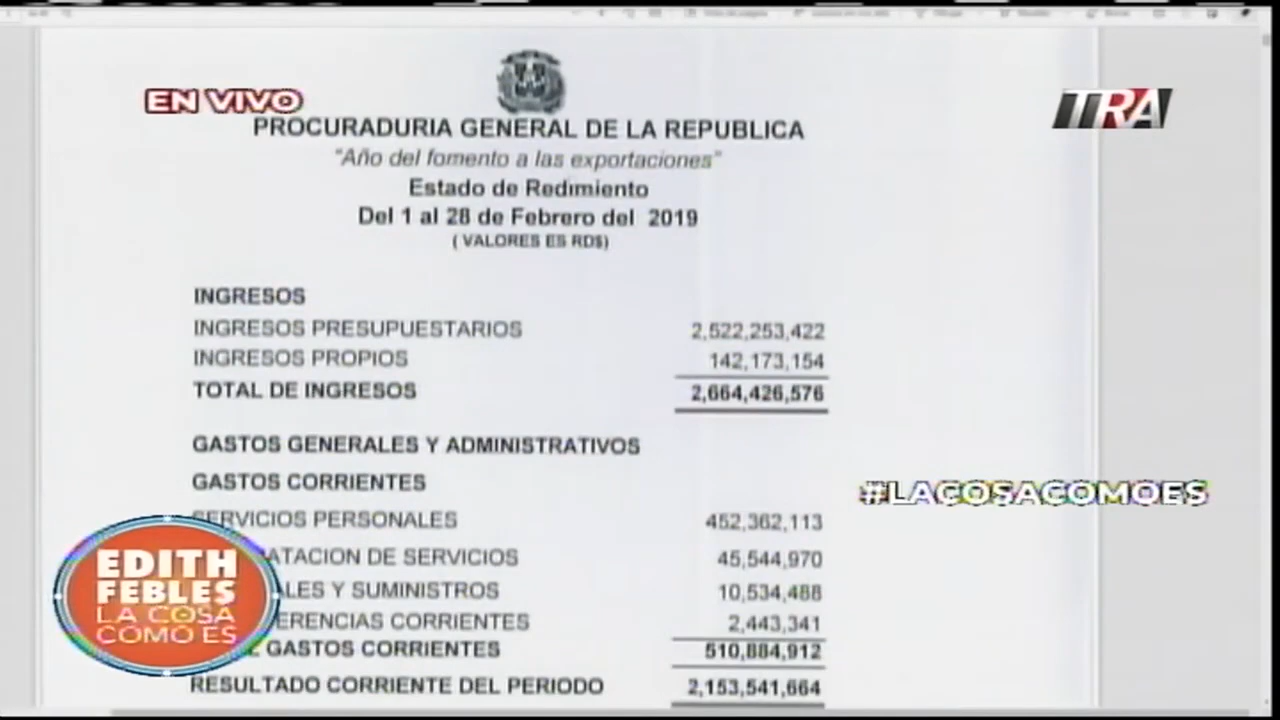 EN VIVO
TRA
PROCURADURIA GENERAL DE LA REPUBLICA
"Año del fomento a las exportaciones"
Estado de Redimiento
Del 1 al 28 de Febrero del 2019
( VALORES ES RD$)
INGRESOS
INGRESOS PRESUPUESTARIOS 2,522,253,422
INGRESOS PROPIOS 142,173,154
TOTAL DE INGRESOS 2,664,426,576
GASTOS GENERALES Y ADMINISTRATIVOS
GASTOS CORRIENTES
#LACOSACOMOES
SERVICIOS PERSONALES 452,362,113
ATACION DE SERVICIOS 45,544,970
ALES Y SUMINISTROS 10,534,488
ERENCIAS CORRIENTES 2,443,341
GASTOS CORRIENTES 510,884,912
RESULTADO CORRIENTE DEL PERIODO 2,153,541,664
EDITH
FEBLES
LA COSA
COMO ES